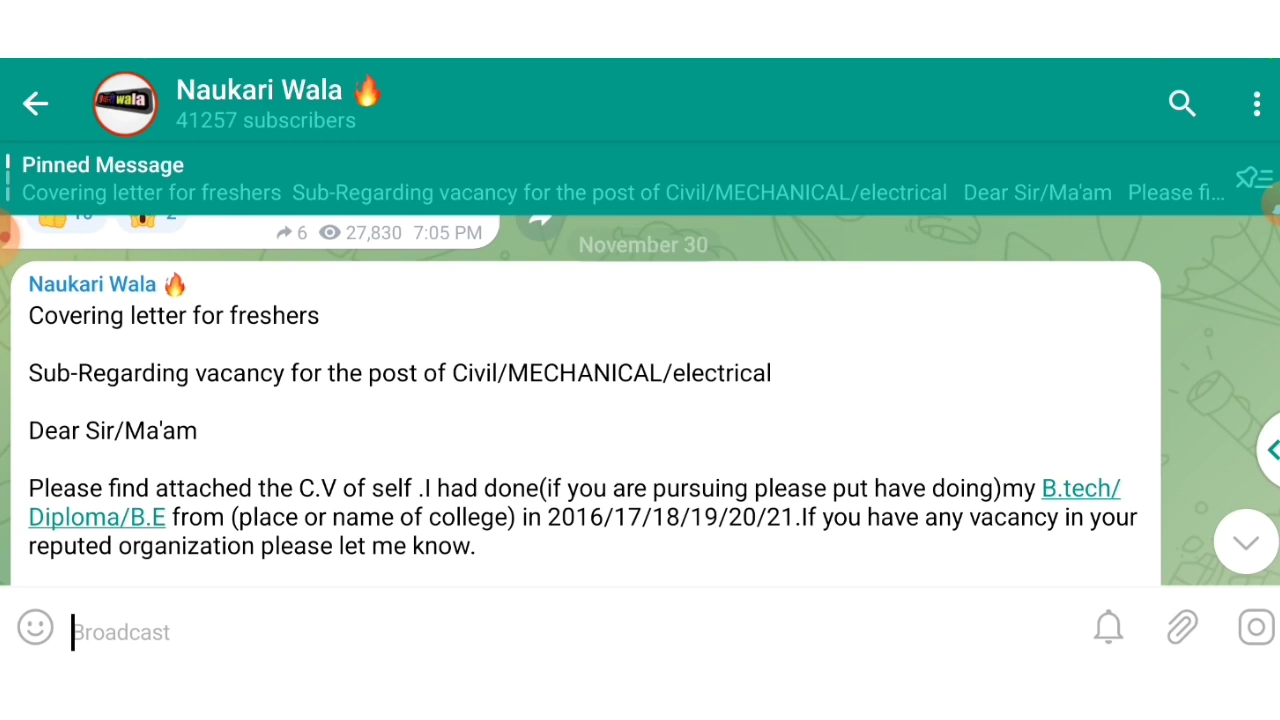 Naukari Wala 🔥
41257 subscribers
Pinned Message
Covering letter for freshers Sub-Regarding vacancy for the post of Civil/MECHANICAL/electrical Dear Sir/Ma'am Please fi...
6 27,830 7:05 PM
November 30
Naukari Wala 🔥
Covering letter for freshers
Sub-Regarding vacancy for the post of Civil/MECHANICAL/electrical
Dear Sir/Ma'am
Please find attached the C.V of self .I had done(if you are pursuing please put have doing)my B.tech/
Diploma/B.E from (place or name of college) in 2016/17/18/19/20/21.If you have any vacancy in your
reputed organization please let me know.
Broadcast